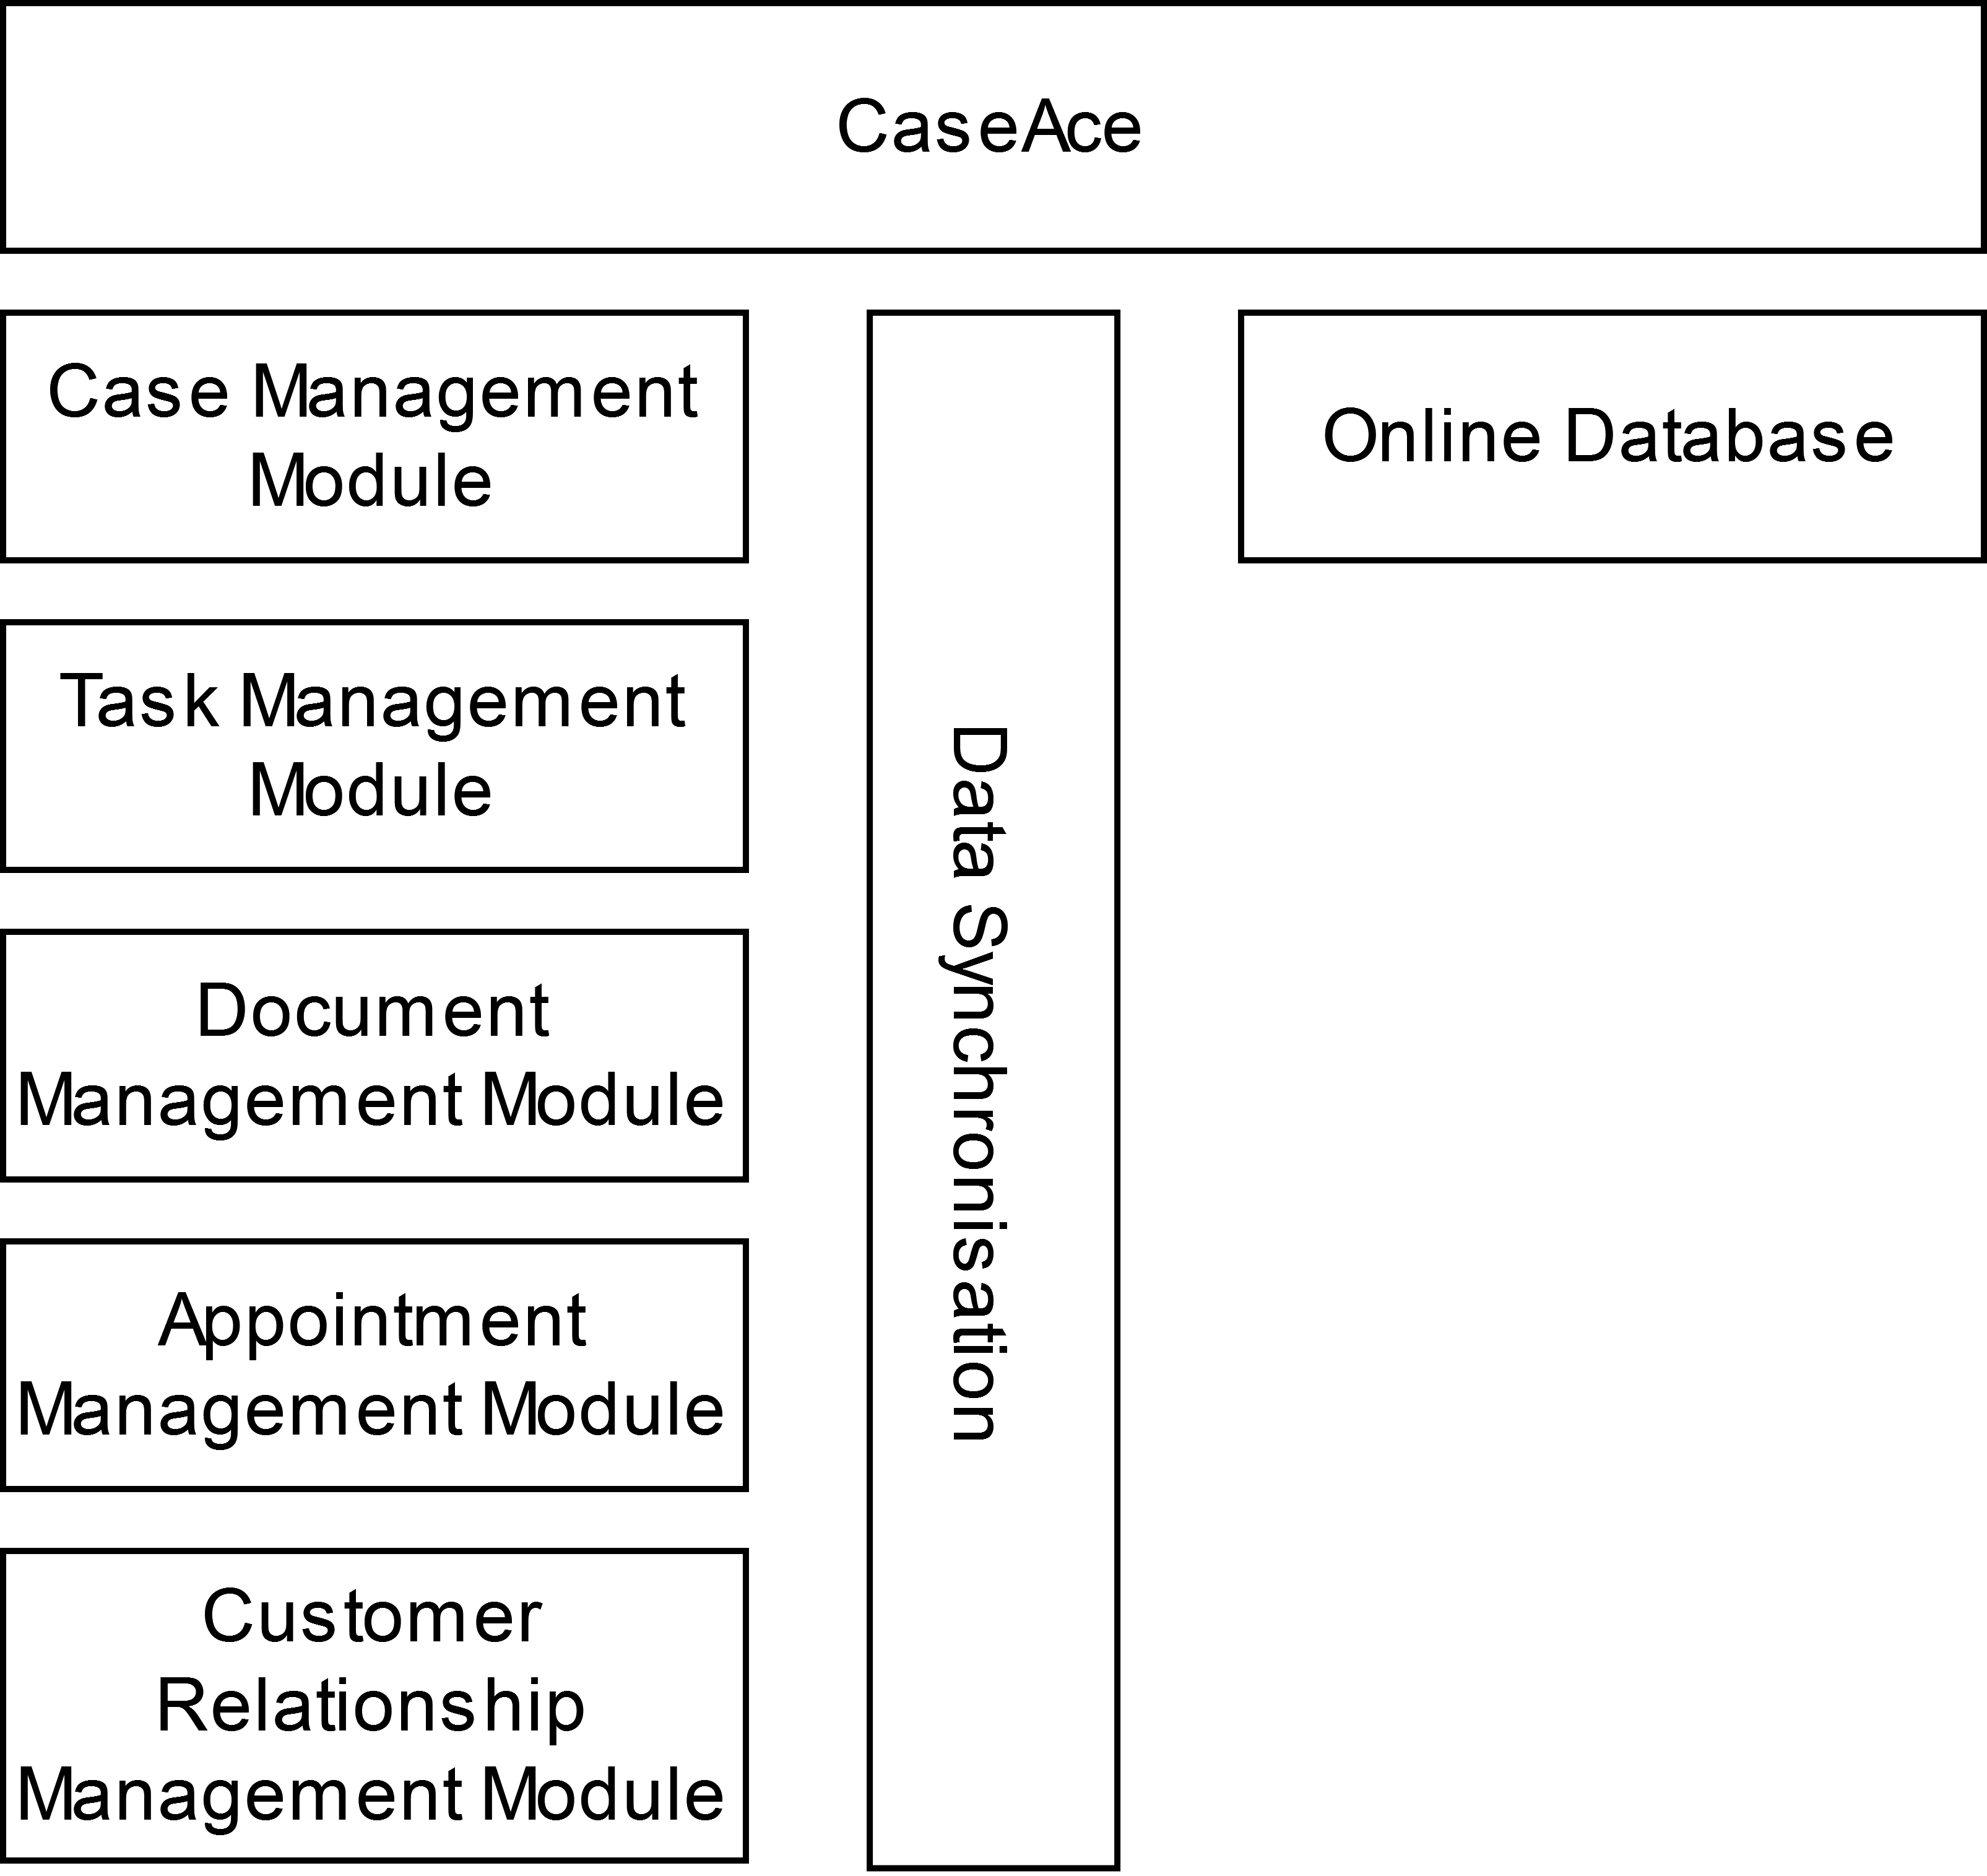 CaseAce
Case Management
Module
Task Management
Module
Document
Management Module
Appointment
Management Module
Customer
Relationship
Management Module
Data Synchronisation
Online Database